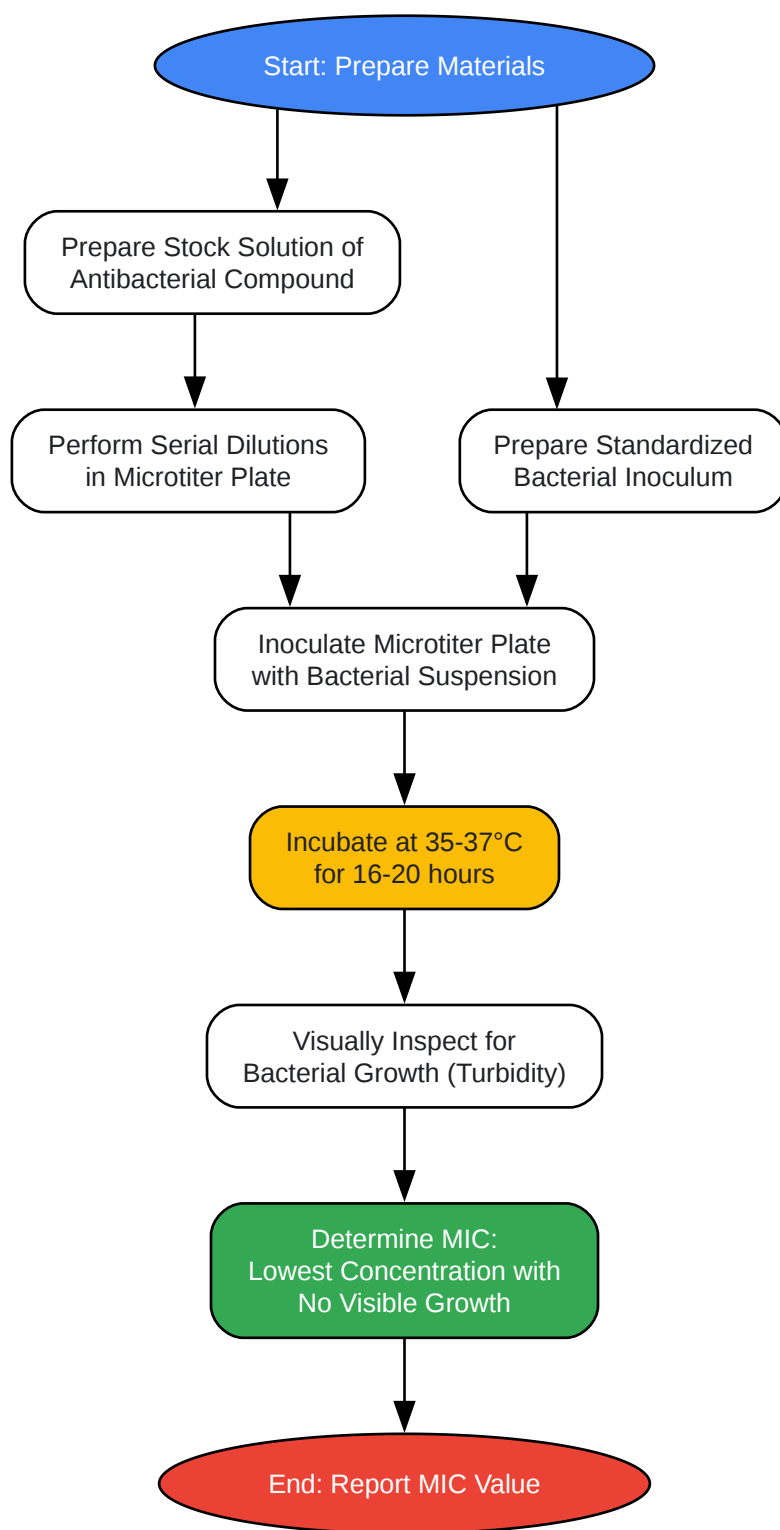 Start: Prepare Materials
Prepare Stock Solution of
Antibacterial Compound
Perform Serial Dilutions
in Microtiter Plate
Prepare Standardized
Bacterial Inoculum
Inoculate Microtiter Plate
with Bacterial Suspension
Incubate at 35-37°C
for 16-20 hours
Visually Inspect for
Bacterial Growth (Turbidity)
Determine MIC:
Lowest Concentration with
No Visible Growth
End: Report MIC Value